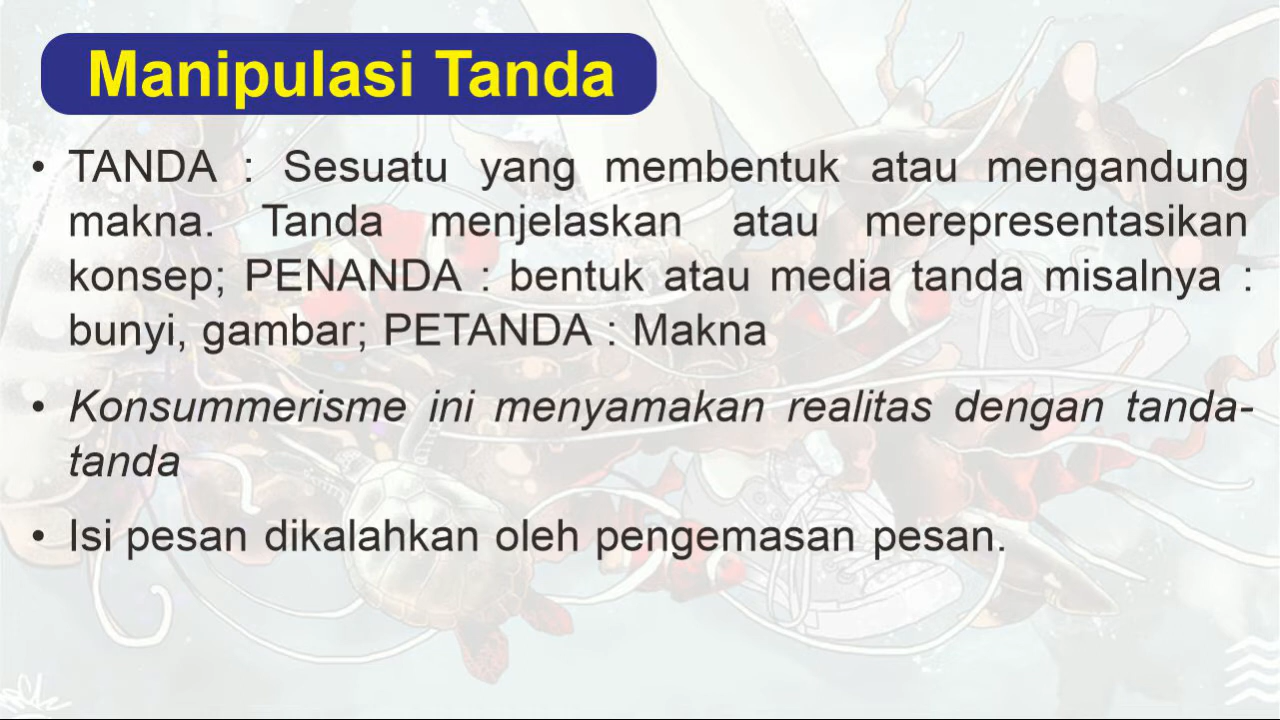 Manipulasi Tanda
• TANDA : Sesuatu yang membentuk atau mengandung
makna. Tanda menjelaskan atau merepresentasikan
konsep; PENANDA : bentuk atau media tanda misalnya :
bunyi, gambar; PETANDA : Makna
• Konsummerisme ini menyamakan realitas dengan tanda-
tanda
• Isi pesan dikalahkan oleh pengemasan pesan.